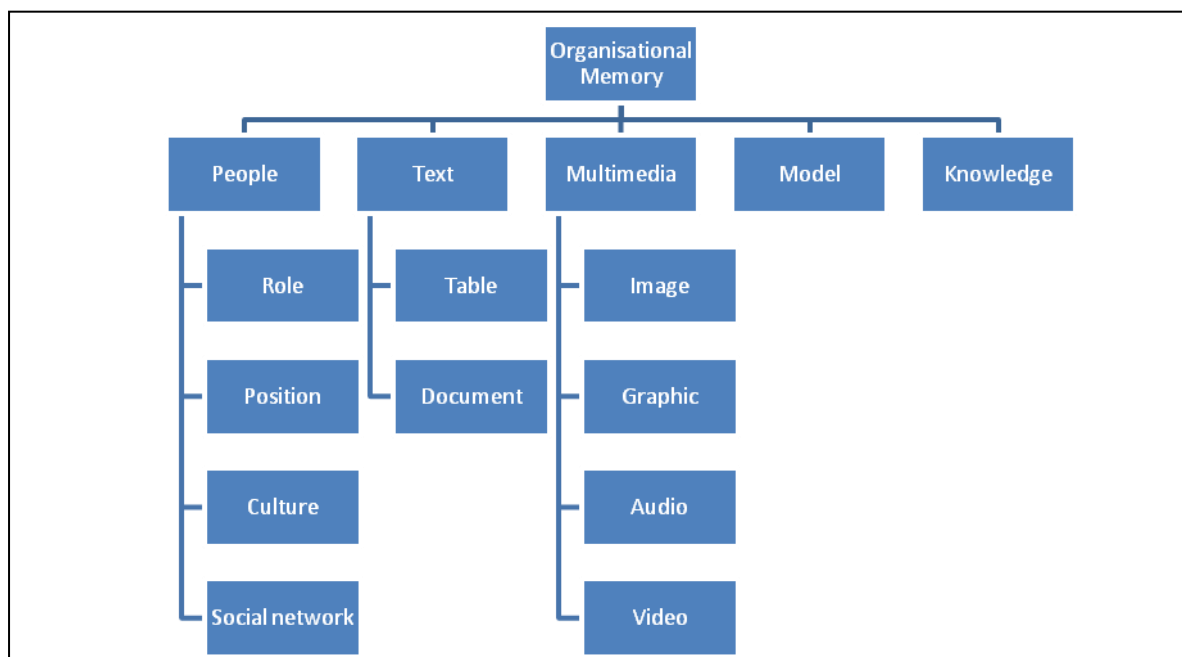 Organisational
Memory
People
Text
Multimedia
Model
Knowledge
Role
Table
Image
Position
Document
Graphic
Culture
Audio
Social network
Video